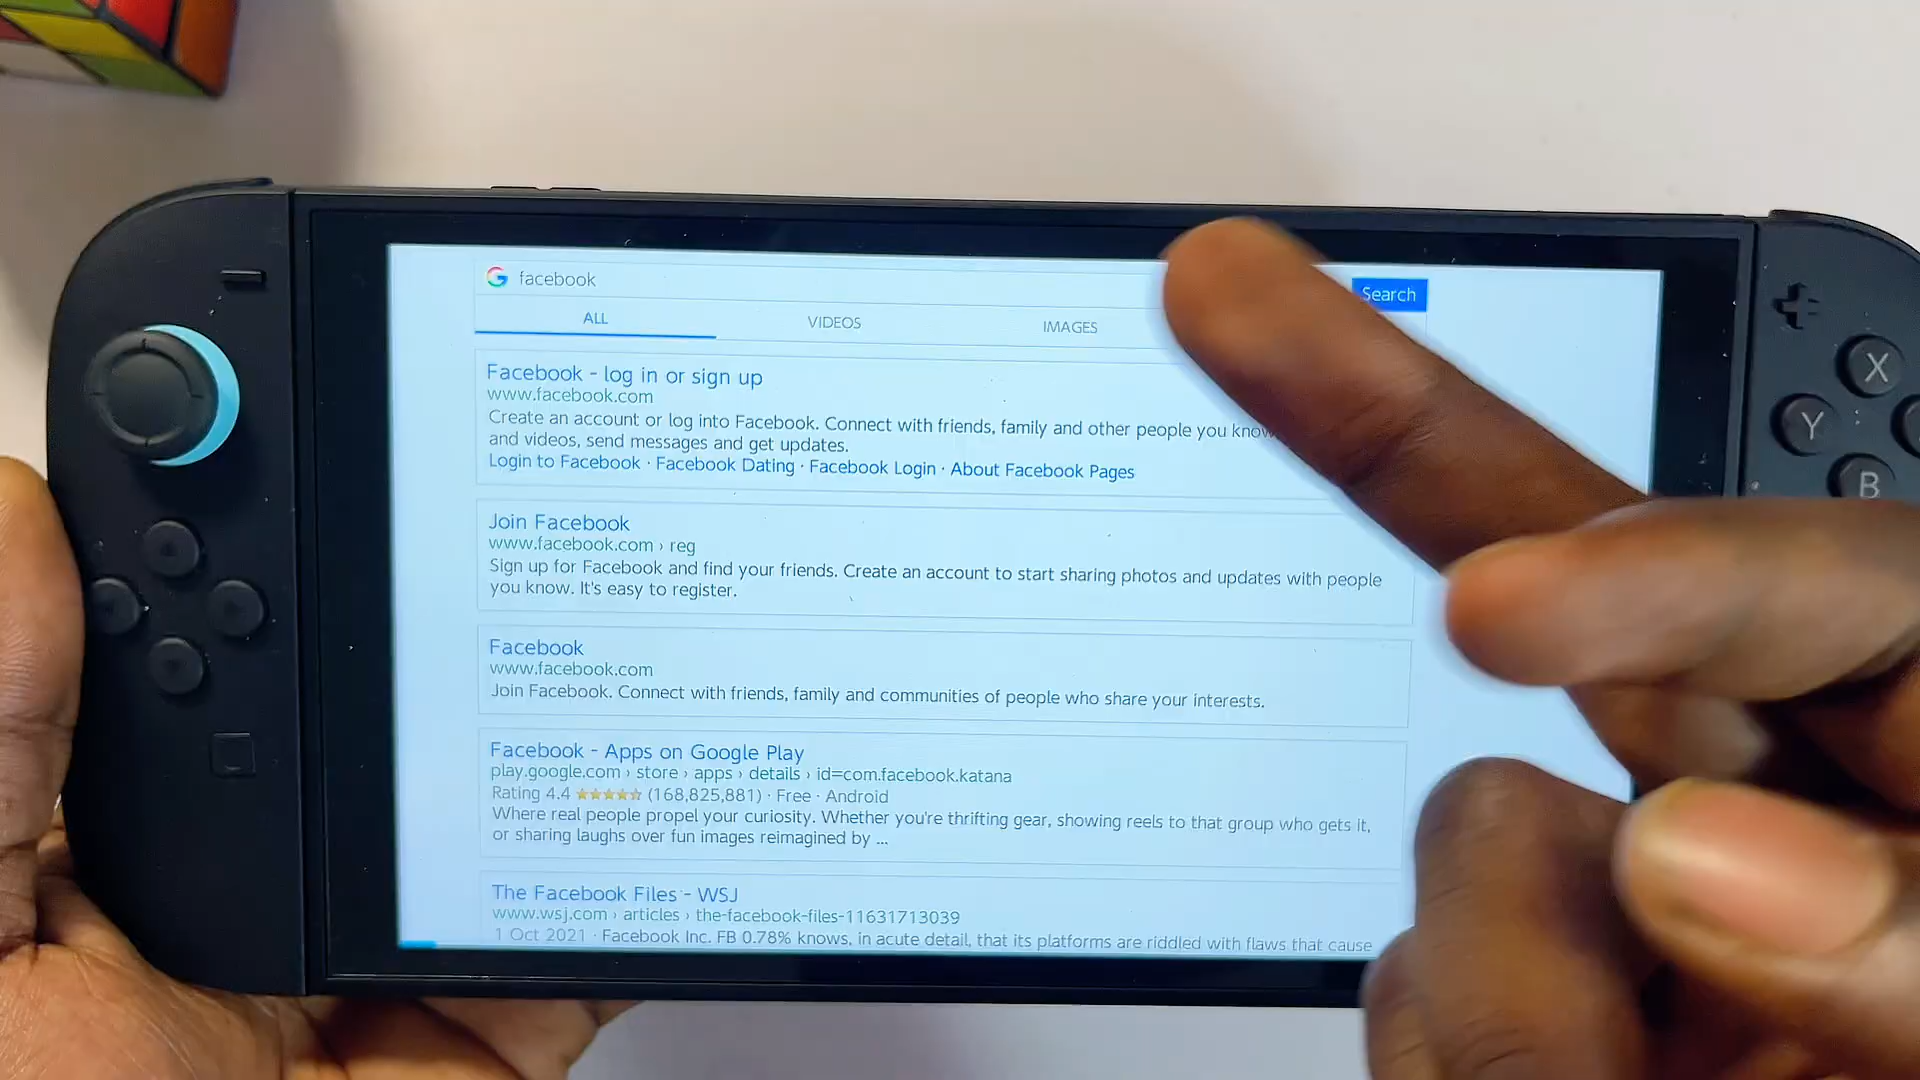 facebook
Search
ALL VIDEOS IMAGES
Facebook - log in or sign up
www.facebook.com
Create an account or log into Facebook. Connect with friends, family and other people you know
and videos, send messages and get updates.
Login to Facebook · Facebook Dating · Facebook Login · About Facebook Pages
Join Facebook
www.facebook.com › reg
Sign up for Facebook and find your friends. Create an account to start sharing photos and updates with people
you know. It's easy to register.
Facebook
www.facebook.com
Join Facebook. Connect with friends, family and communities of people who share your interests.
Facebook - Apps on Google Play
play.google.com › store › apps › details › id=com.facebook.katana
Rating 4.4 ★★★★☆ (168,825,881) · Free · Android
Where real people propel your curiosity. Whether you're thrifting gear, showing reels to that group who gets it,
or sharing laughs over fun images reimagined by ...
The Facebook Files - WSJ
www.wsj.com › articles › the-facebook-files-11631713039
1 Oct 2021 · Facebook Inc. FB 0.78% knows, in acute detail, that its platforms are riddled with flaws that cause
X
Y
B